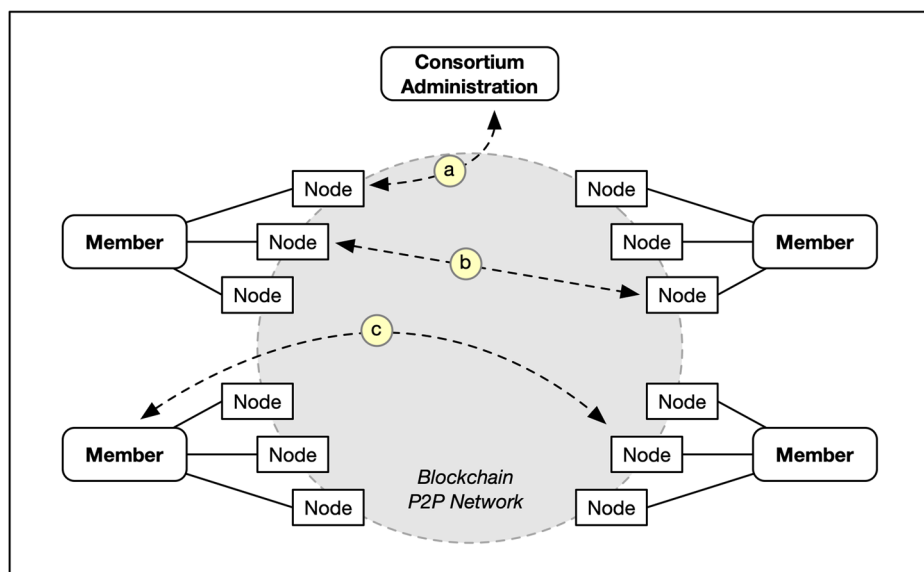 Consortium
Administration
a
Node
Node
Member
Node
Node
Member
b
Node
Node
c
Node
Node
Member
Node
Node
Member
Blockchain
P2P Network
Node
Node